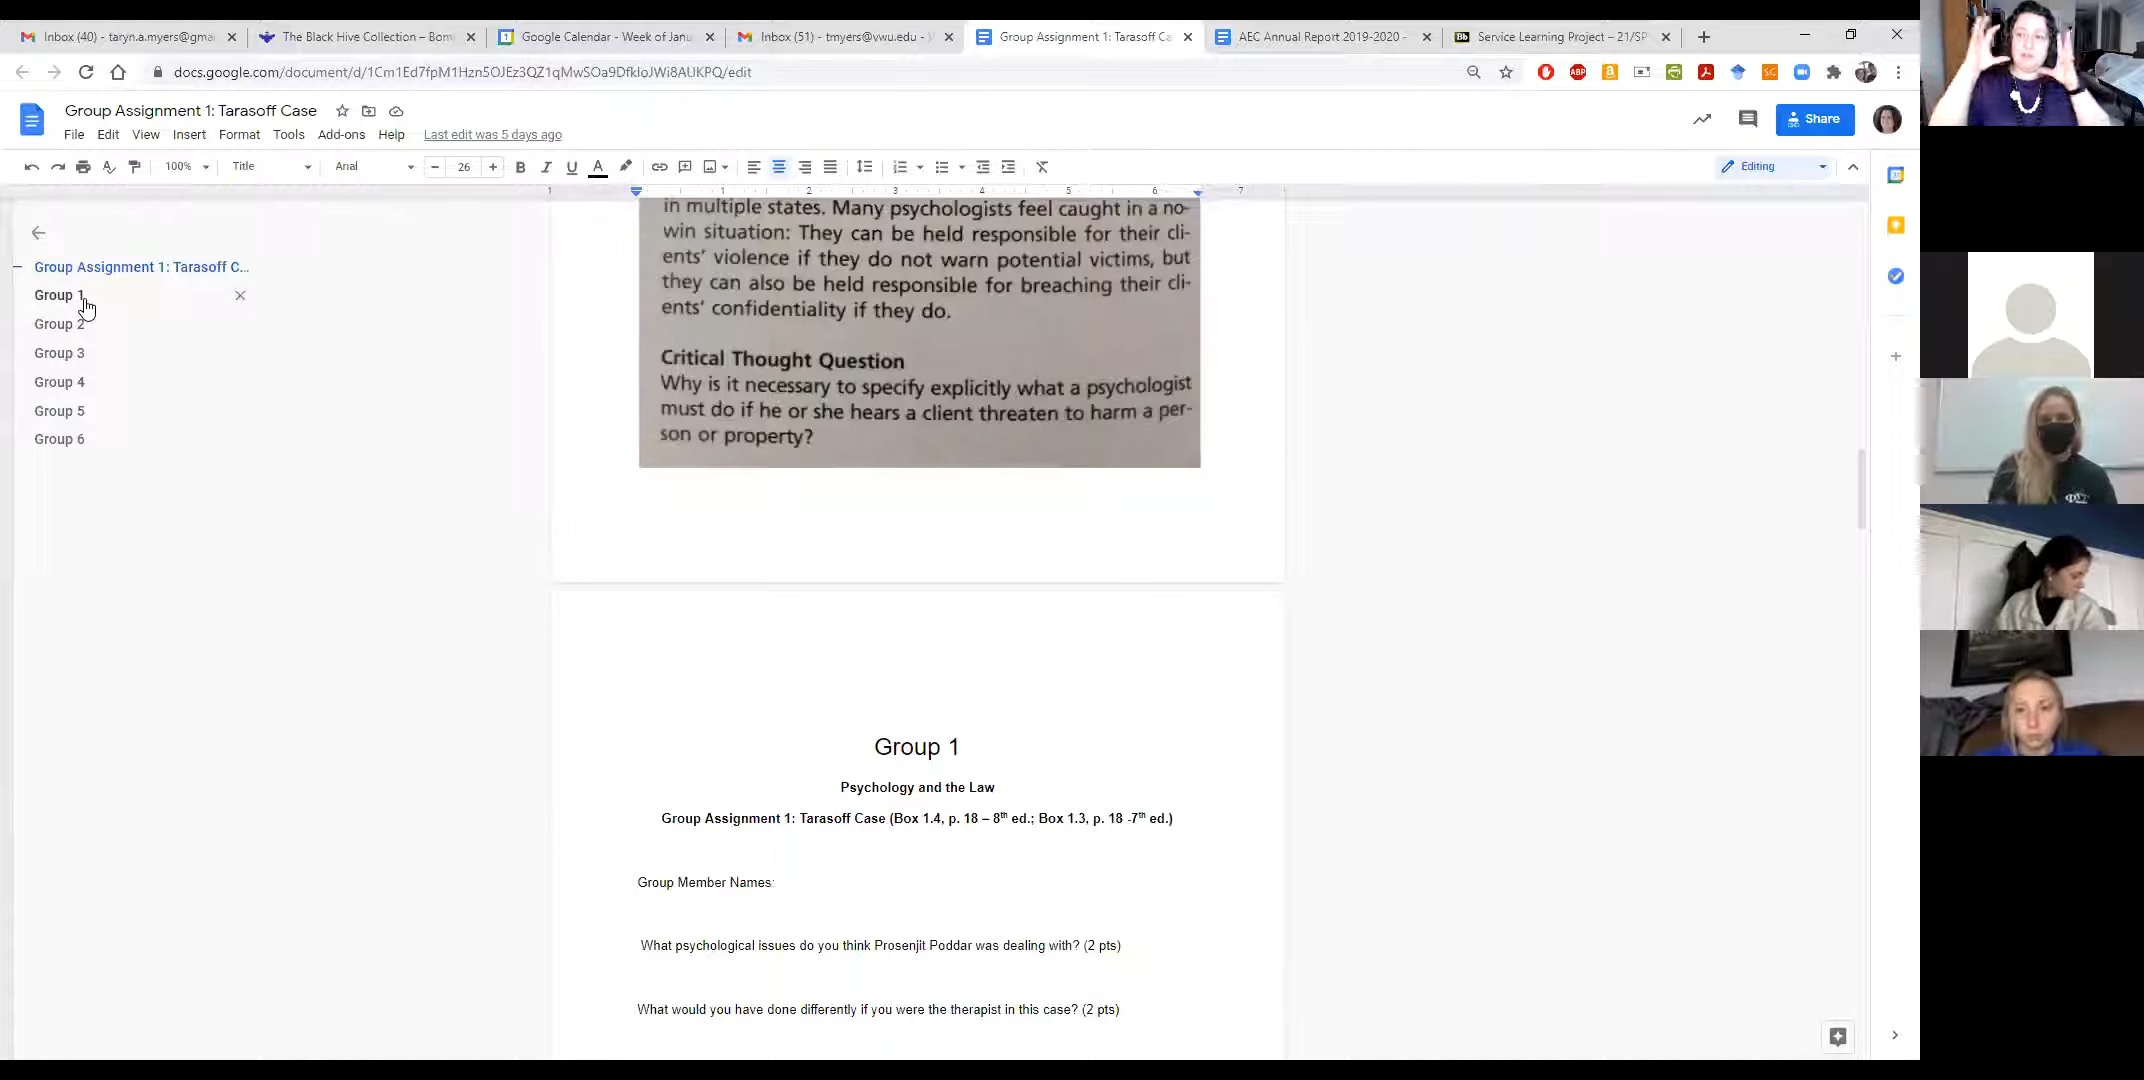 Inbox (40) - taryn.a.myers@gma
The Black Hive Collection – Bom
Google Calendar - Week of Janu
Inbox (51) - tmyers@vwu.edu -
Group Assignment 1: Tarasoff Ca
AEC Annual Report 2019-2020 -
Service Learning Project – 21/SP
docs.google.com/document/d/1Cm1Ed7fpM1Hzn5OJEz3QZ1qMwSOa9DfkloJWi8AUKPQ/edit
Group Assignment 1: Tarasoff Case
File Edit View Insert Format Tools Add-ons Help Last edit was 5 days ago
Share
100% Title Arial 26 B I U A
Editing
1 1 2 3 4 5 6 7
Group Assignment 1: Tarasoff C...
Group 1
Group 2
Group 3
Group 4
Group 5
Group 6
in multiple states. Many psychologists feel caught in a no-
win situation: They can be held responsible for their cli-
ents' violence if they do not warn potential victims, but
they can also be held responsible for breaching their cli-
ents' confidentiality if they do.
Critical Thought Question
Why is it necessary to specify explicitly what a psychologist
must do if he or she hears a client threaten to harm a per-
son or property?
Group 1
Psychology and the Law
Group Assignment 1: Tarasoff Case (Box 1.4, p. 18 – 8th ed.; Box 1.3, p. 18 -7th ed.)
Group Member Names:
What psychological issues do you think Prosenjit Poddar was dealing with? (2 pts)
What would you have done differently if you were the therapist in this case? (2 pts)
ΦΣΣ